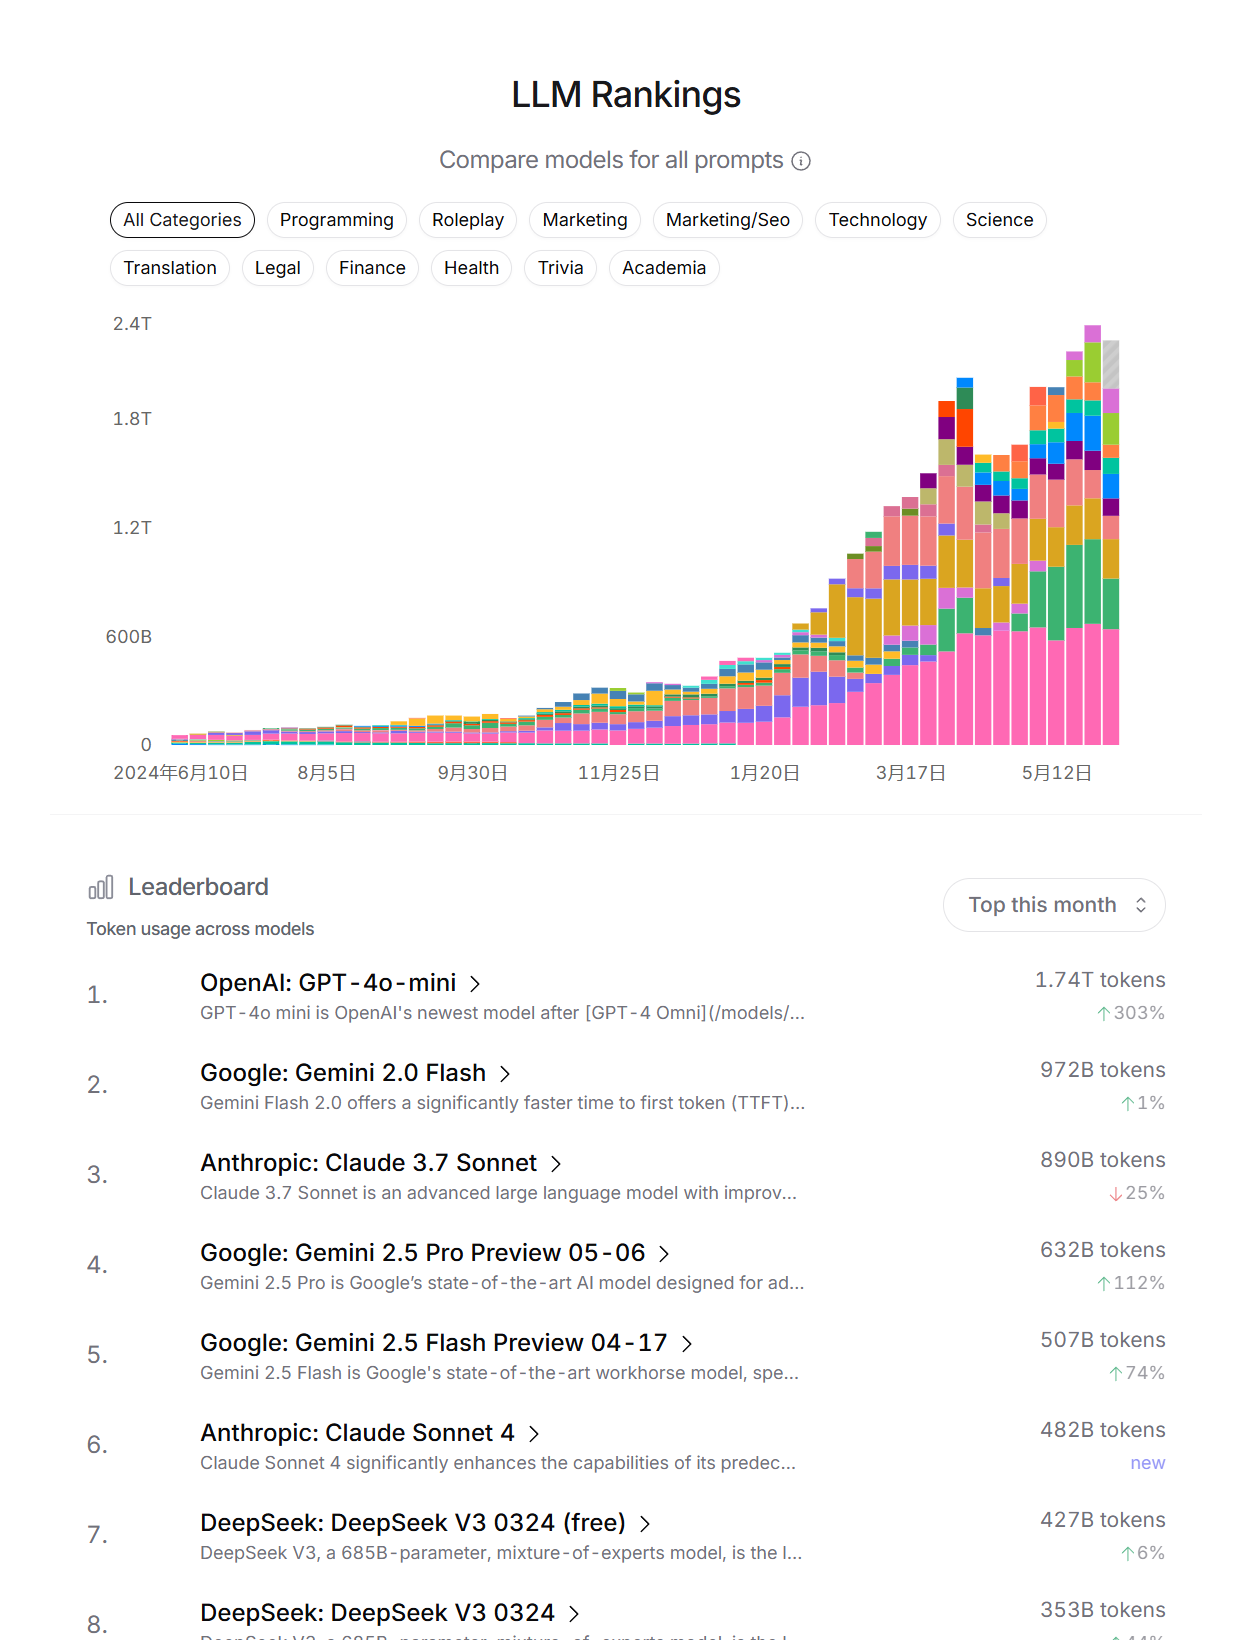 LLM Rankings
Compare models for all prompts
All Categories Programming Roleplay Marketing Marketing/Seo Technology Science
Translation Legal Finance Health Trivia Academia
2.4T
1.8T
1.2T
600B
0
2024年6月10日 8月5日 9月30日 11月25日 1月20日 3月17日 5月12日
Leaderboard
Top this month
Token usage across models
1.
OpenAI: GPT-4o-mini
1.74T tokens
GPT-4o mini is OpenAI's newest model after [GPT-4 Omni](/models/...
↑303%
2.
Google: Gemini 2.0 Flash
972B tokens
Gemini Flash 2.0 offers a significantly faster time to first token (TTFT)...
↑1%
3.
Anthropic: Claude 3.7 Sonnet
890B tokens
Claude 3.7 Sonnet is an advanced large language model with improv...
↓25%
4.
Google: Gemini 2.5 Pro Preview 05-06
632B tokens
Gemini 2.5 Pro is Google’s state-of-the-art AI model designed for ad...
↑112%
5.
Google: Gemini 2.5 Flash Preview 04-17
507B tokens
Gemini 2.5 Flash is Google's state-of-the-art workhorse model, spe...
↑74%
6.
Anthropic: Claude Sonnet 4
482B tokens
Claude Sonnet 4 significantly enhances the capabilities of its predec...
new
7.
DeepSeek: DeepSeek V3 0324 (free)
427B tokens
DeepSeek V3, a 685B-parameter, mixture-of-experts model, is the l...
↑6%
8.
DeepSeek: DeepSeek V3 0324
353B tokens